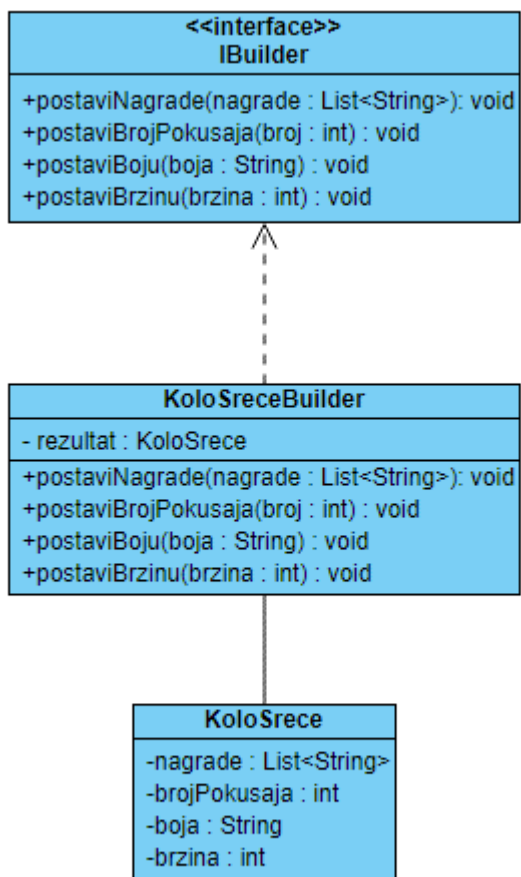 <<interface>>
IBuilder
+postaviNagrade(nagrade : List<String>): void
+postaviBrojPokusaja(broj : int) : void
+postaviBoju(boja : String) : void
+postaviBrzinu(brzina : int) : void
KoloSreceBuilder
- rezultat : KoloSrece
+postaviNagrade(nagrade : List<String>): void
+postaviBrojPokusaja(broj : int) : void
+postaviBoju(boja : String) : void
+postaviBrzinu(brzina : int) : void
KoloSrece
-nagrade : List<String>
-brojPokusaja : int
-boja : String
-brzina : int